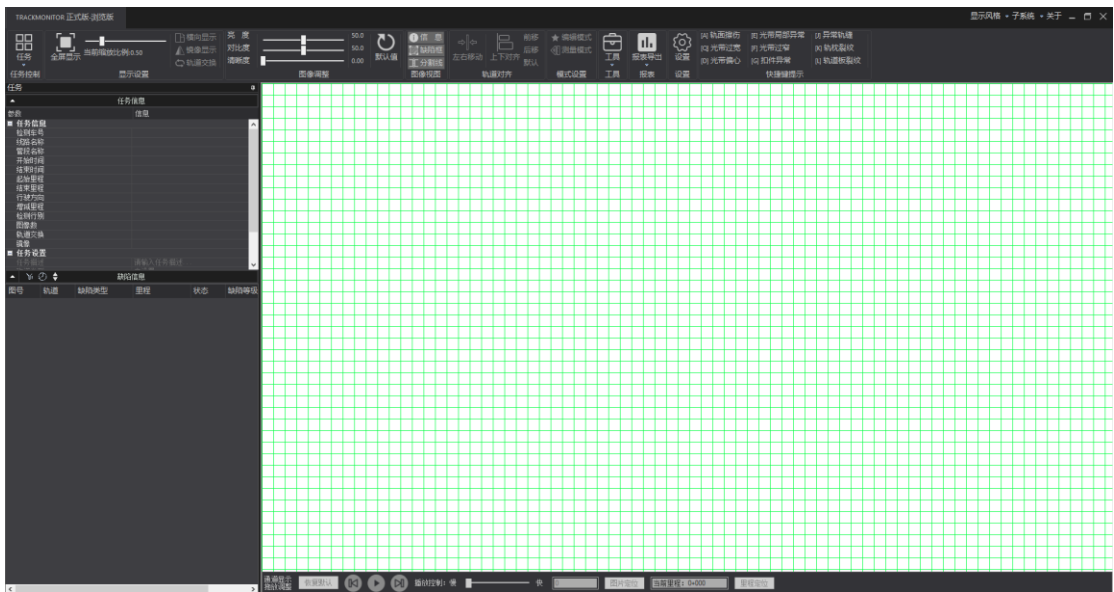 TRACKMONITOR 正式版-浏览版
显示风格 子系统 关于
任务
全屏显示
当前缩放比例:0.50
横向显示
镜像显示
轨道交换
亮 度 50.0
对比度 50.0
清晰度 0.00
默认值
信 息
缺陷框
分割线
左右移动
上下对齐
前移
后移
默认
编辑模式
测量模式
工具
报表导出
设置
[A] 轨面擦伤 [E] 光带局部异常 [J] 异常轨缝
[Q] 光带过宽 [F] 光带过窄 [K] 轨枕裂纹
[D] 光带偏心 [G] 扣件异常 [L] 轨道板裂纹
任务控制 显示设置 图像调整 图像视图 轨道对齐 模式设置 工具 报表 设置 快捷键提示
任务
任务信息
参数 信息
任务信息
检测车号
线路名称
管段名称
开始时间
结束时间
起始里程
结束里程
行驶方向
增减里程
检测行别
图像数
轨道交换
镜像
任务设置
任务描述 请输入任务描述
缺陷信息
图号 轨道 缺陷类型 里程 状态 缺陷等级
通道显示
拖放调整
恢复默认
播放控制: 慢 快
0
图片定位
当前里程: 0+000
里程定位